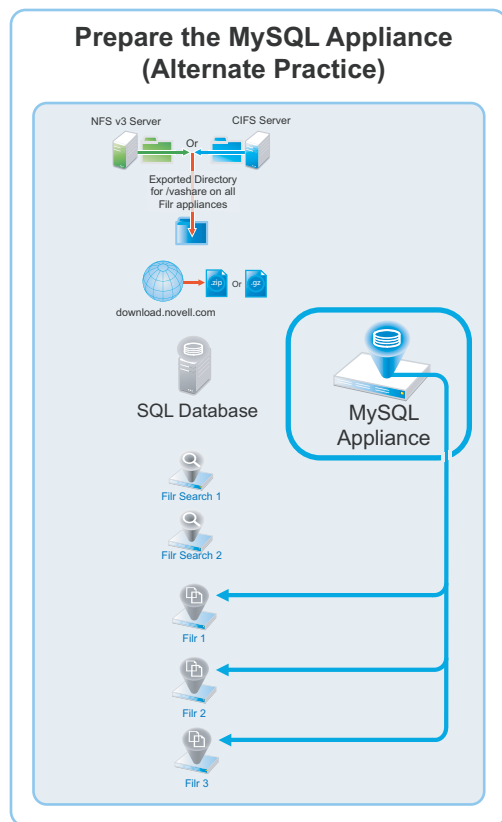 Prepare the MySQL Appliance
(Alternate Practice)
NFS v3 Server
CIFS Server
Or
Exported Directory
for /vashare on all
Filr appliances
.zip
Or
.gz
download.novell.com
SQL Database
MySQL
Appliance
Filr Search 1
Filr Search 2
Filr 1
Filr 2
Filr 3